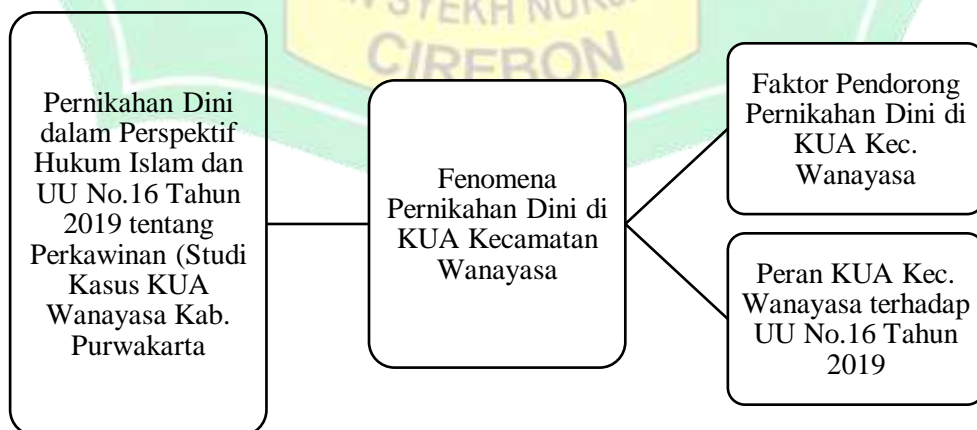 CIREBON
Pernikahan Dini
dalam Perspektif
Hukum Islam dan
UU No.16 Tahun
2019 tentang
Perkawinan (Studi
Kasus KUA
Wanayasa Kab.
Purwakarta
Fenomena
Pernikahan Dini di
KUA Kecamatan
Wanayasa
Faktor Pendorong
Pernikahan Dini di
KUA Kec.
Wanayasa
Peran KUA Kec.
Wanayasa terhadap
UU No.16 Tahun
2019